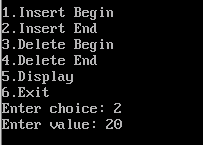 1.Insert Begin
2.Insert End
3.Delete Begin
4.Delete End
5.Display
6.Exit
Enter choice: 2
Enter value: 20